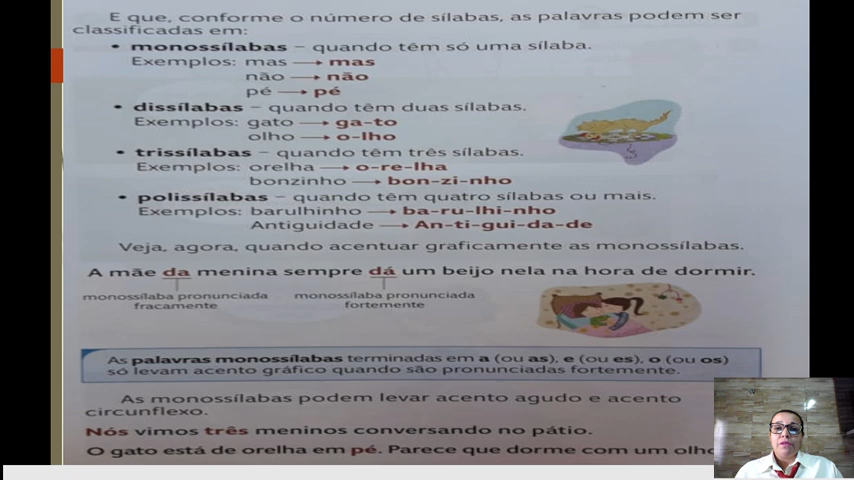 E que, conforme o número de sílabas, as palavras podem ser
classificadas em:
• monossílabas – quando têm só uma sílaba.
Exemplos: mas → mas
não → não
pé → pé
• dissílabas – quando têm duas sílabas.
Exemplos: gato → ga-to
olho → o-lho
• trissílabas – quando têm três sílabas.
Exemplos: orelha → o-re-lha
bonzinho → bon-zi-nho
• polissílabas – quando têm quatro sílabas ou mais.
Exemplos: barulhinho → ba-ru-lhi-nho
Antiguidade → An-ti-gui-da-de
Veja, agora, quando acentuar graficamente as monossílabas.
A mãe da menina sempre dá um beijo nela na hora de dormir.
monossílaba pronunciada monossílaba pronunciada
fracamente fortemente
As palavras monossílabas terminadas em a (ou as), e (ou es), o (ou os)
só levam acento gráfico quando são pronunciadas fortemente.
As monossílabas podem levar acento agudo e acento
circunflexo.
Nós vimos três meninos conversando no pátio.
O gato está de orelha em pé. Parece que dorme com um olho